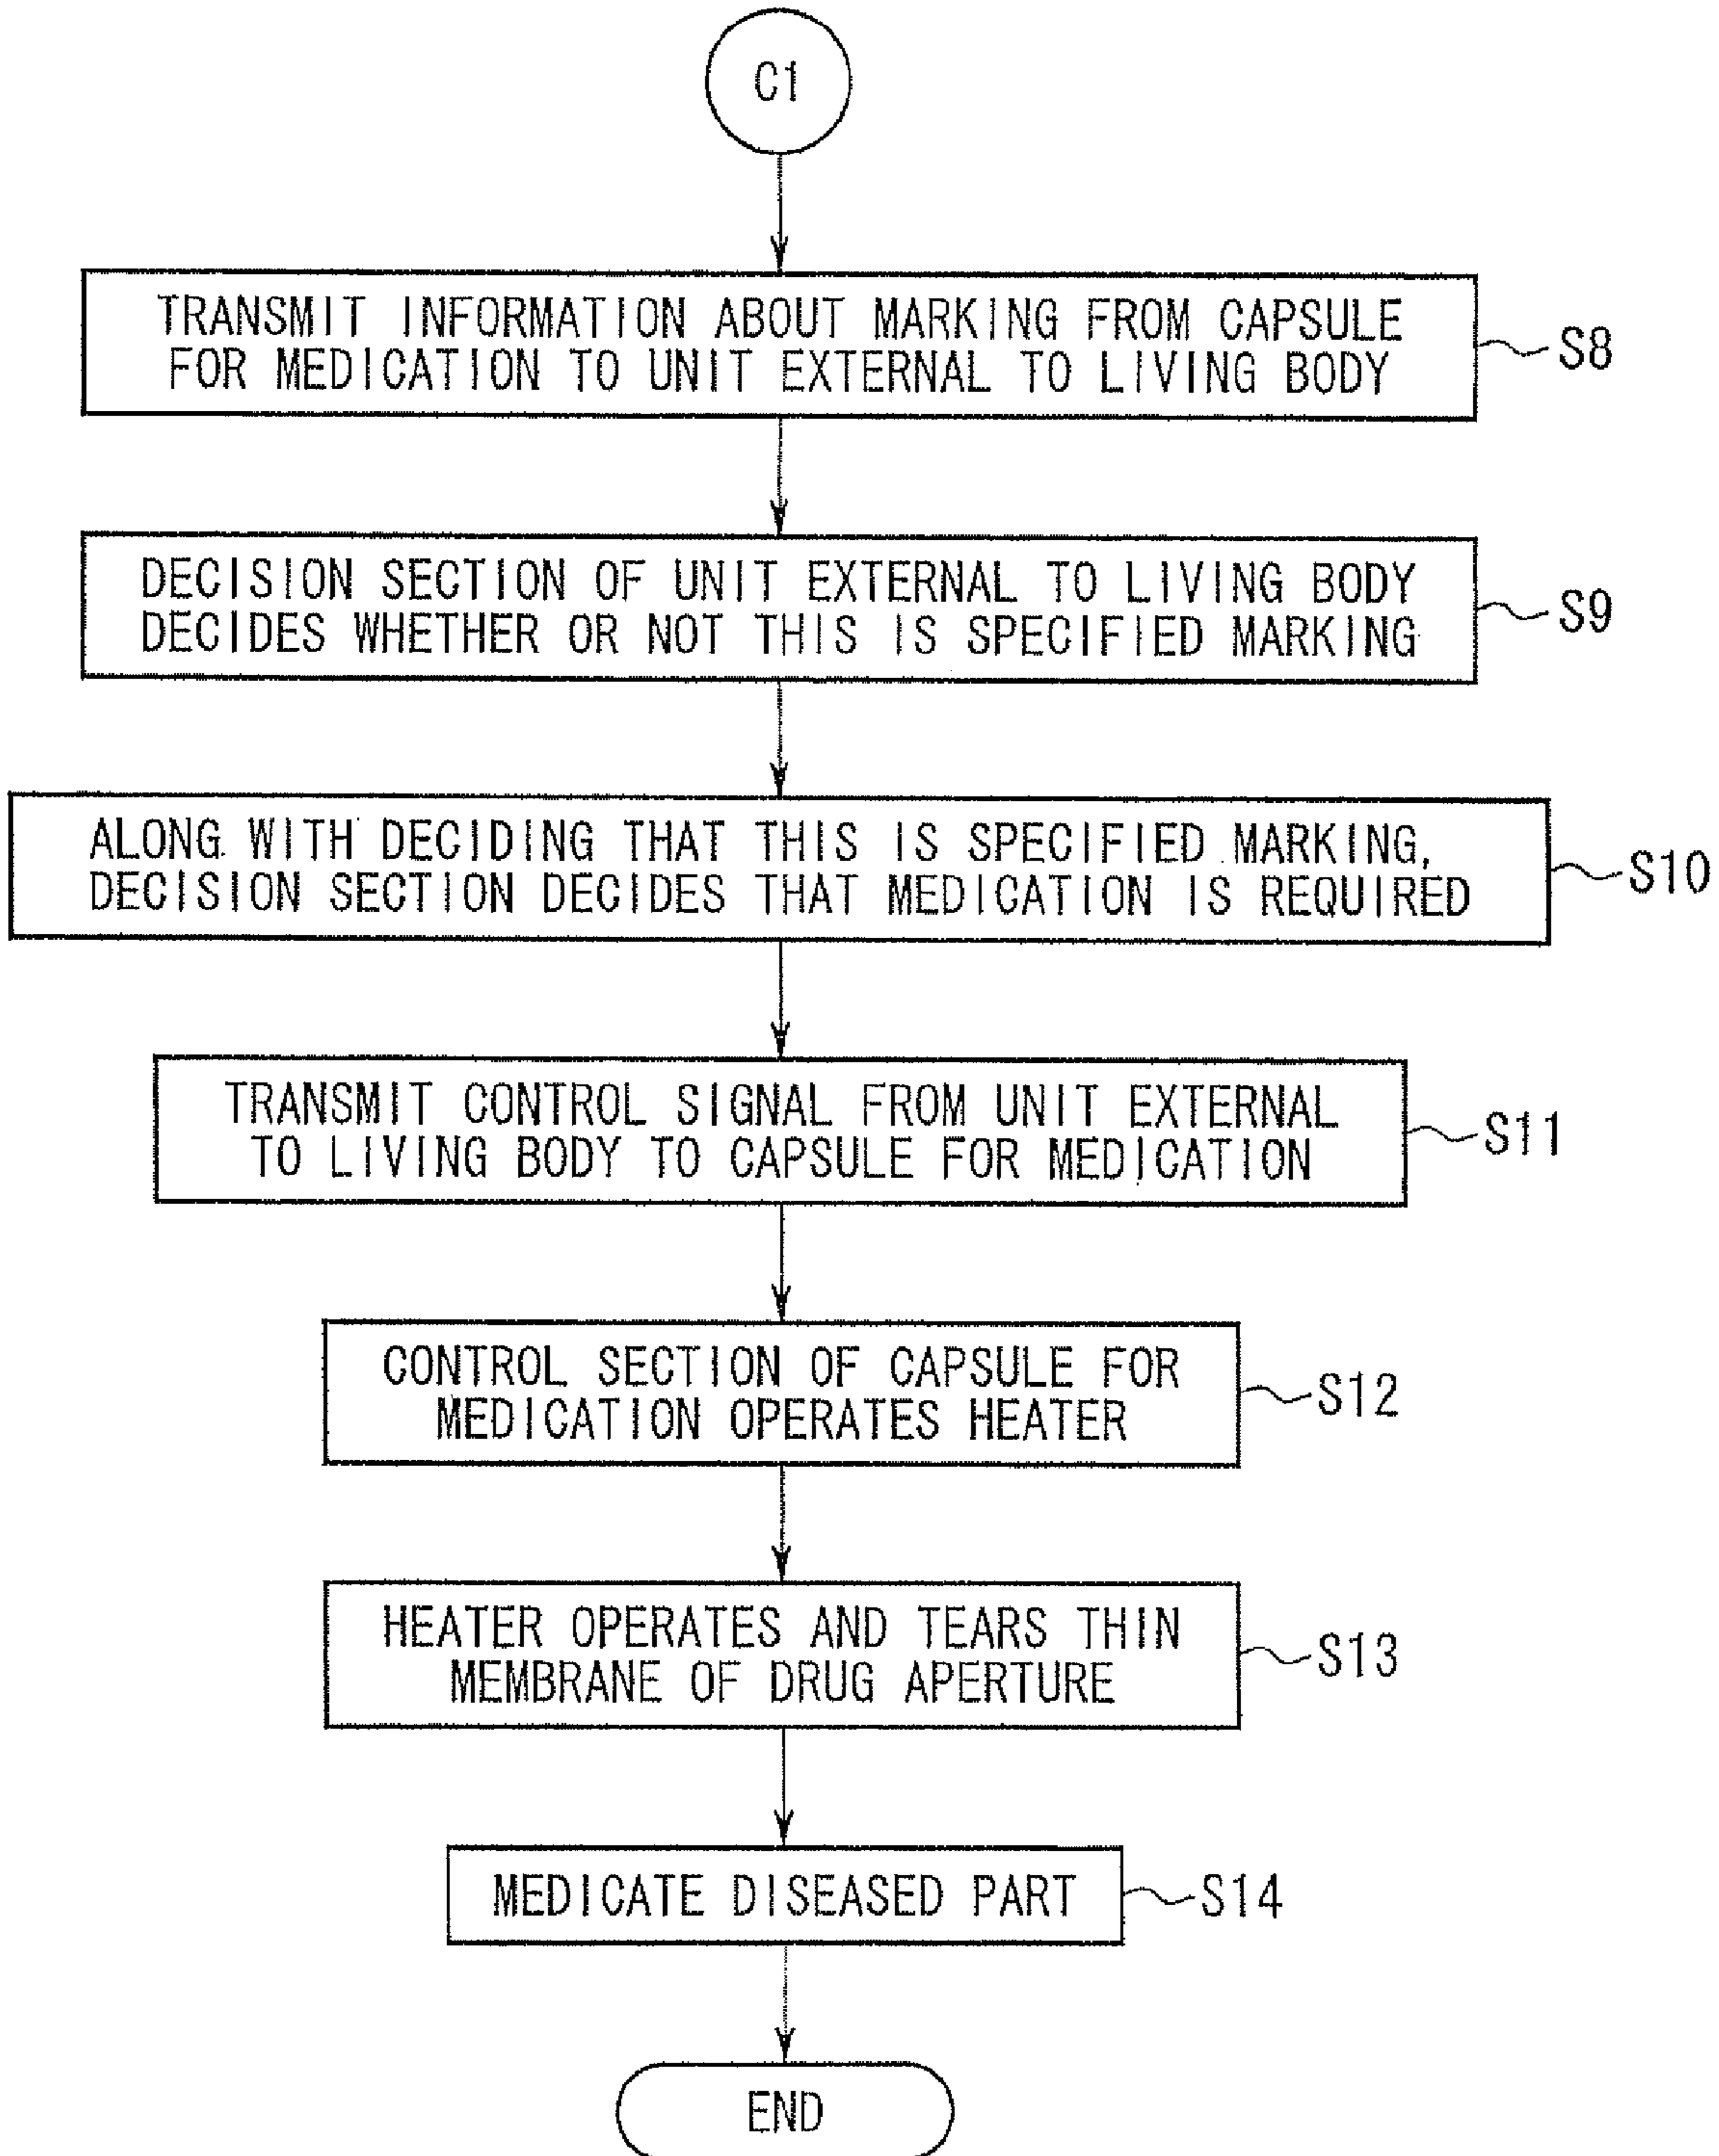 C1
TRANSMIT INFORMATION ABOUT MARKING FROM CAPSULE
FOR MEDICATION TO UNIT EXTERNAL TO LIVING BODY
S8
DECISION SECTION OF UNIT EXTERNAL TO LIVING BODY
DECIDES WHETHER OR NOT THIS IS SPECIFIED MARKING
S9
ALONG WITH DECIDING THAT THIS IS SPECIFIED MARKING,
DECISION SECTION DECIDES THAT MEDICATION IS REQUIRED
S10
TRANSMIT CONTROL SIGNAL FROM UNIT EXTERNAL
TO LIVING BODY TO CAPSULE FOR MEDICATION
S11
CONTROL SECTION OF CAPSULE FOR
MEDICATION OPERATES HEATER
S12
HEATER OPERATES AND TEARS THIN
MEMBRANE OF DRUG APERTURE
S13
MEDICATE DISEASED PART
S14
END